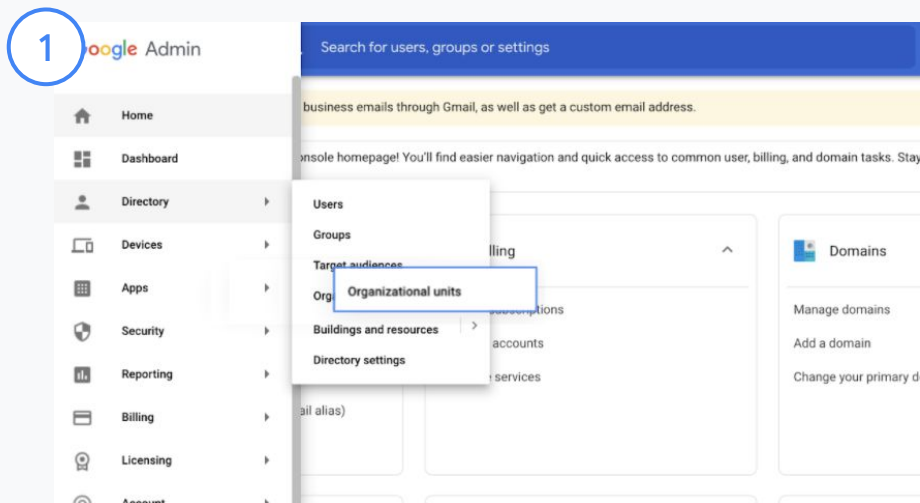 1
oogle Admin
Search for users, groups or settings
business emails through Gmail, as well as get a custom email address.
Home
Dashboard
onsole homepage! You'll find easier navigation and quick access to common user, billing, and domain tasks. Stay
Directory
Users
Groups
Target audiences
Org
Organizational units
Buildings and resources
Directory settings
Devices
Apps
Security
Reporting
Billing
Licensing
Account
lling
accounts
services
ail alias)
Domains
Manage domains
Add a domain
Change your primary d